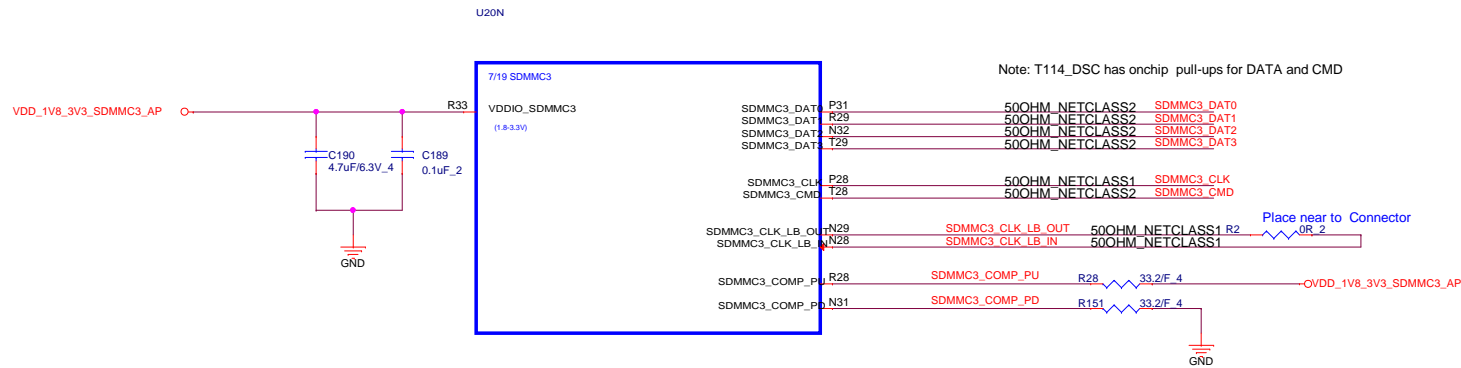 U20N
7/19 SDMMC3
Note: T114_DSC has onchip pull-ups for DATA and CMD
VDD_1V8_3V3_SDMMC3_AP
R33
VDDIO_SDMMC3
(1.8-3.3V)
SDMMC3_DAT0 P31 50OHM_NETCLASS2 SDMMC3_DAT0
SDMMC3_DAT1 R29 50OHM_NETCLASS2 SDMMC3_DAT1
SDMMC3_DAT2 N32 50OHM_NETCLASS2 SDMMC3_DAT2
SDMMC3_DAT3 T29 50OHM_NETCLASS2 SDMMC3_DAT3
C190
4.7uF/6.3V_4
C189
0.1uF_2
SDMMC3_CLK P28 50OHM_NETCLASS1 SDMMC3_CLK
SDMMC3_CMD T28 50OHM_NETCLASS2 SDMMC3_CMD
Place near to Connector
SDMMC3_CLK_LB_OUT N29 SDMMC3_CLK_LB_OUT 50OHM_NETCLASS1 R2 0R_2
SDMMC3_CLK_LB_IN N28 SDMMC3_CLK_LB_IN 50OHM_NETCLASS1
GND
SDMMC3_COMP_PU R28 SDMMC3_COMP_PU R28 33.2/F_4 VDD_1V8_3V3_SDMMC3_AP
SDMMC3_COMP_PD N31 SDMMC3_COMP_PD R151 33.2/F_4
GND